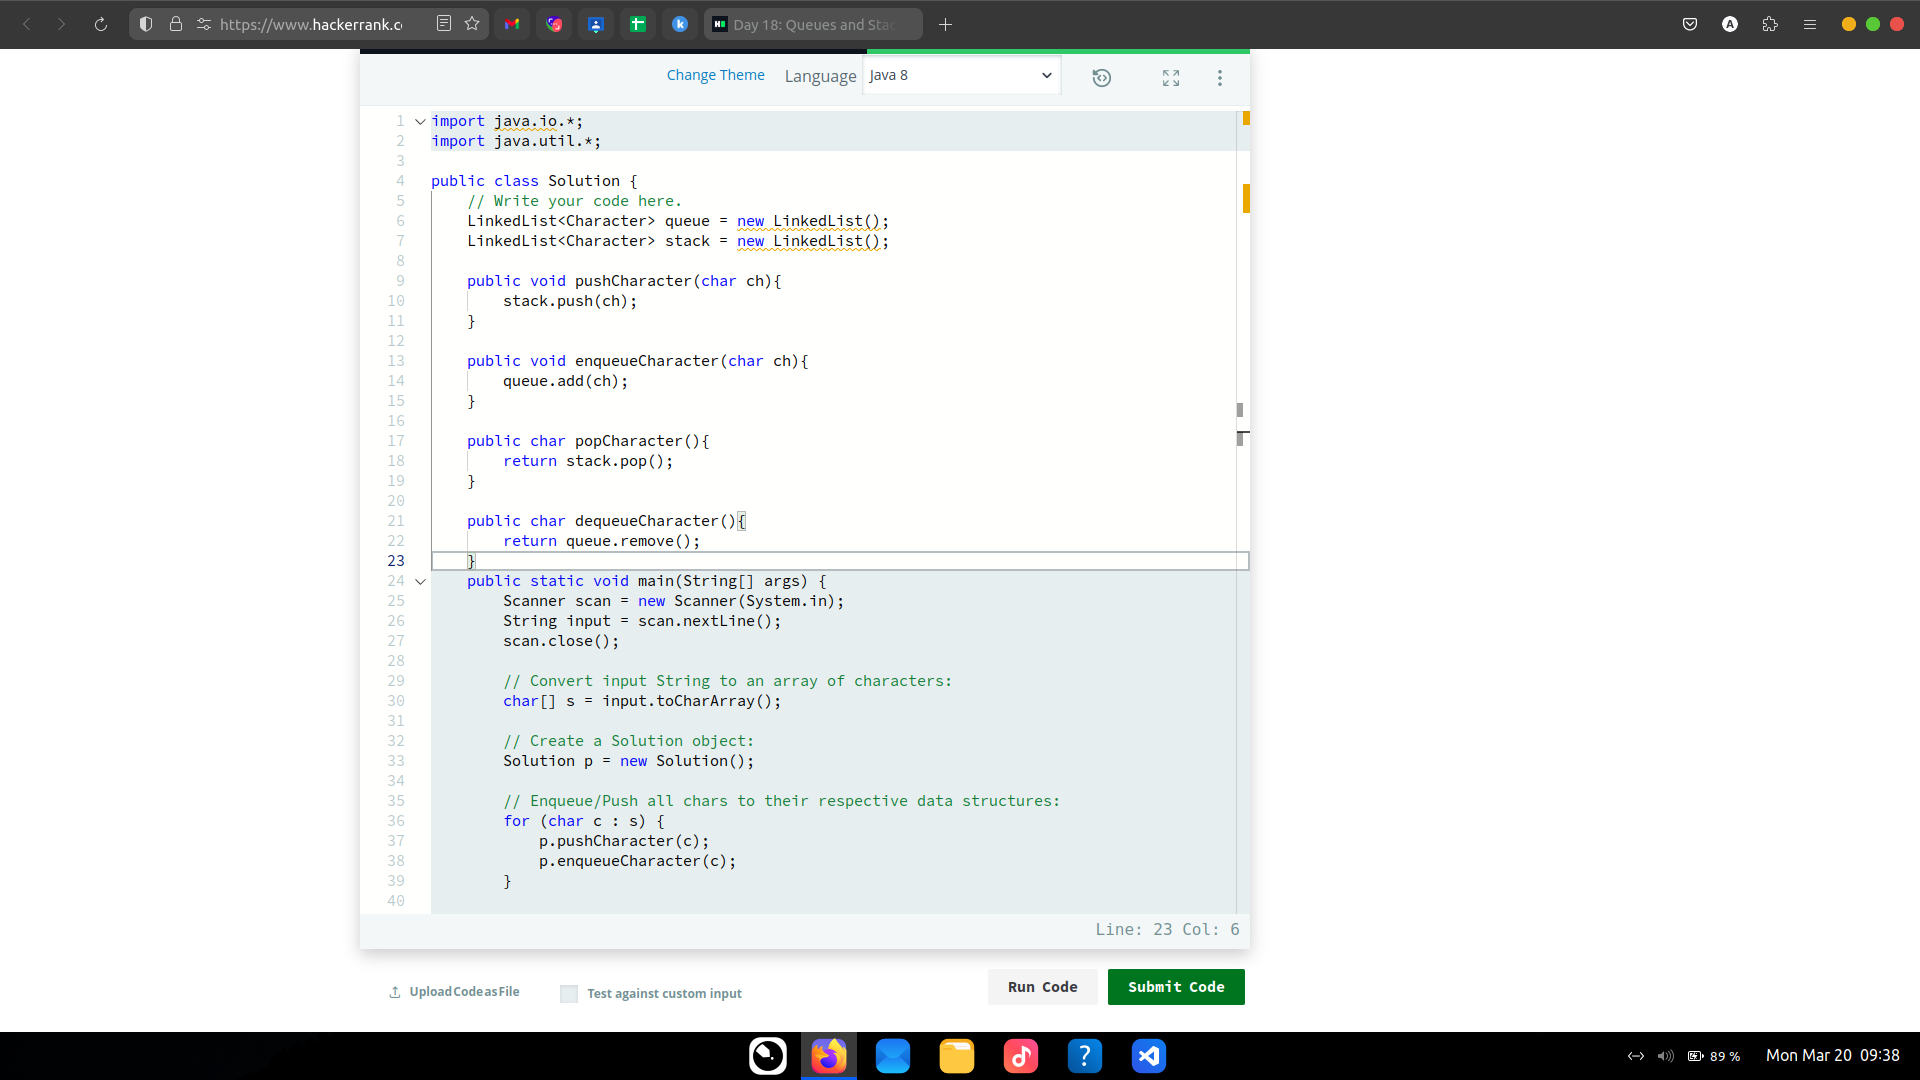 https://www.hackerrank.c
Day 18: Queues and Stac
Change Theme Language Java 8
1 import java.io.*;
2 import java.util.*;
3
4 public class Solution {
5 // Write your code here.
6 LinkedList<Character> queue = new LinkedList();
7 LinkedList<Character> stack = new LinkedList();
8
9 public void pushCharacter(char ch){
10 stack.push(ch);
11 }
12
13 public void enqueueCharacter(char ch){
14 queue.add(ch);
15 }
16
17 public char popCharacter(){
18 return stack.pop();
19 }
20
21 public char dequeueCharacter(){
22 return queue.remove();
23 }
24 public static void main(String[] args) {
25 Scanner scan = new Scanner(System.in);
26 String input = scan.nextLine();
27 scan.close();
28
29 // Convert input String to an array of characters:
30 char[] s = input.toCharArray();
31
32 // Create a Solution object:
33 Solution p = new Solution();
34
35 // Enqueue/Push all chars to their respective data structures:
36 for (char c : s) {
37 p.pushCharacter(c);
38 p.enqueueCharacter(c);
39 }
40
Line: 23 Col: 6
Upload Code as File Test against custom input Run Code Submit Code
89 % Mon Mar 20 09:38